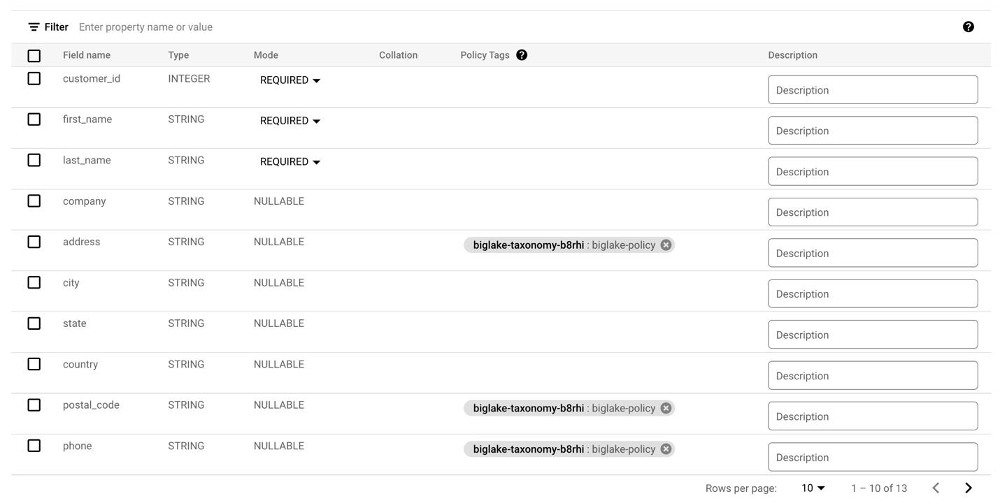 Filter Enter property name or value
Field name Type Mode Collation Policy Tags Description
customer_id INTEGER REQUIRED Description
first_name STRING REQUIRED Description
last_name STRING REQUIRED Description
company STRING NULLABLE Description
address STRING NULLABLE biglake-taxonomy-b8rhi : biglake-policy Description
city STRING NULLABLE Description
state STRING NULLABLE Description
country STRING NULLABLE Description
postal_code STRING NULLABLE biglake-taxonomy-b8rhi : biglake-policy Description
phone STRING NULLABLE biglake-taxonomy-b8rhi : biglake-policy Description
Rows per page: 10 1 – 10 of 13